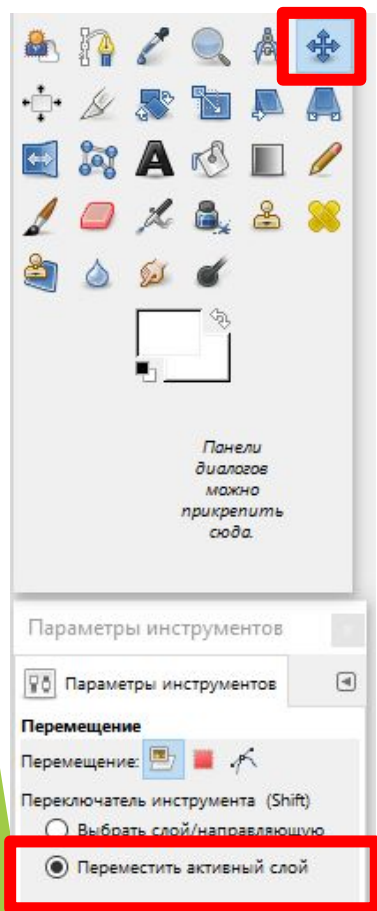 Панели
диалогов
можно
прикрепить
сюда.
Параметры инструментов
Параметры инструментов
Перемещение
Перемещение:
Переключатель инструмента (Shift)
Выбрать слой/направляющую
Переместить активный слой